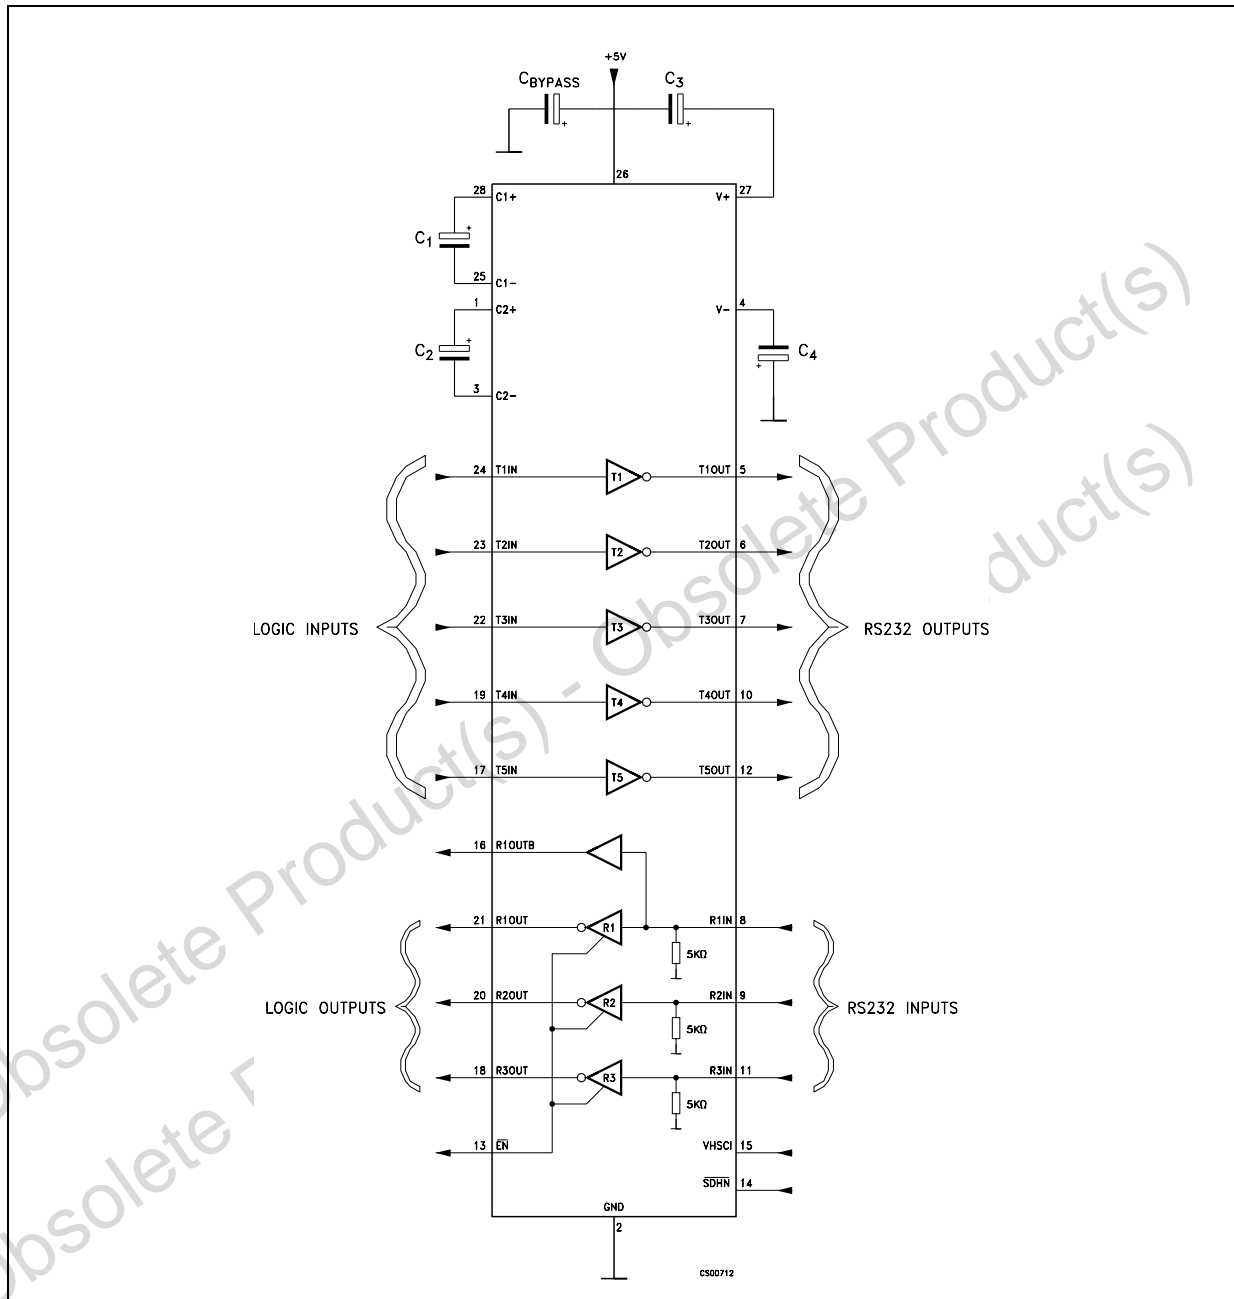 +5V
CBYPASS
C3
26
28 C1+
V+ 27
C1
25 C1-
1 C2+
V- 4
C2
C4
3 C2-
24 T1IN T1 T1OUT 5
23 T2IN T2 T2OUT 6
LOGIC INPUTS
22 T3IN T3 T3OUT 7
RS232 OUTPUTS
19 T4IN T4 T4OUT 10
17 T5IN T5 T5OUT 12
16 R1OUTB
21 R1OUT R1 R1IN 8
5KΩ
LOGIC OUTPUTS
20 R2OUT R2 R2IN 9
RS232 INPUTS
5KΩ
18 R3OUT R3 R3IN 11
5KΩ
13 EN
VHSCI 15
SDHN 14
GND
2
CS00712
Obsolete Product(s) - Obsolete Product(s)